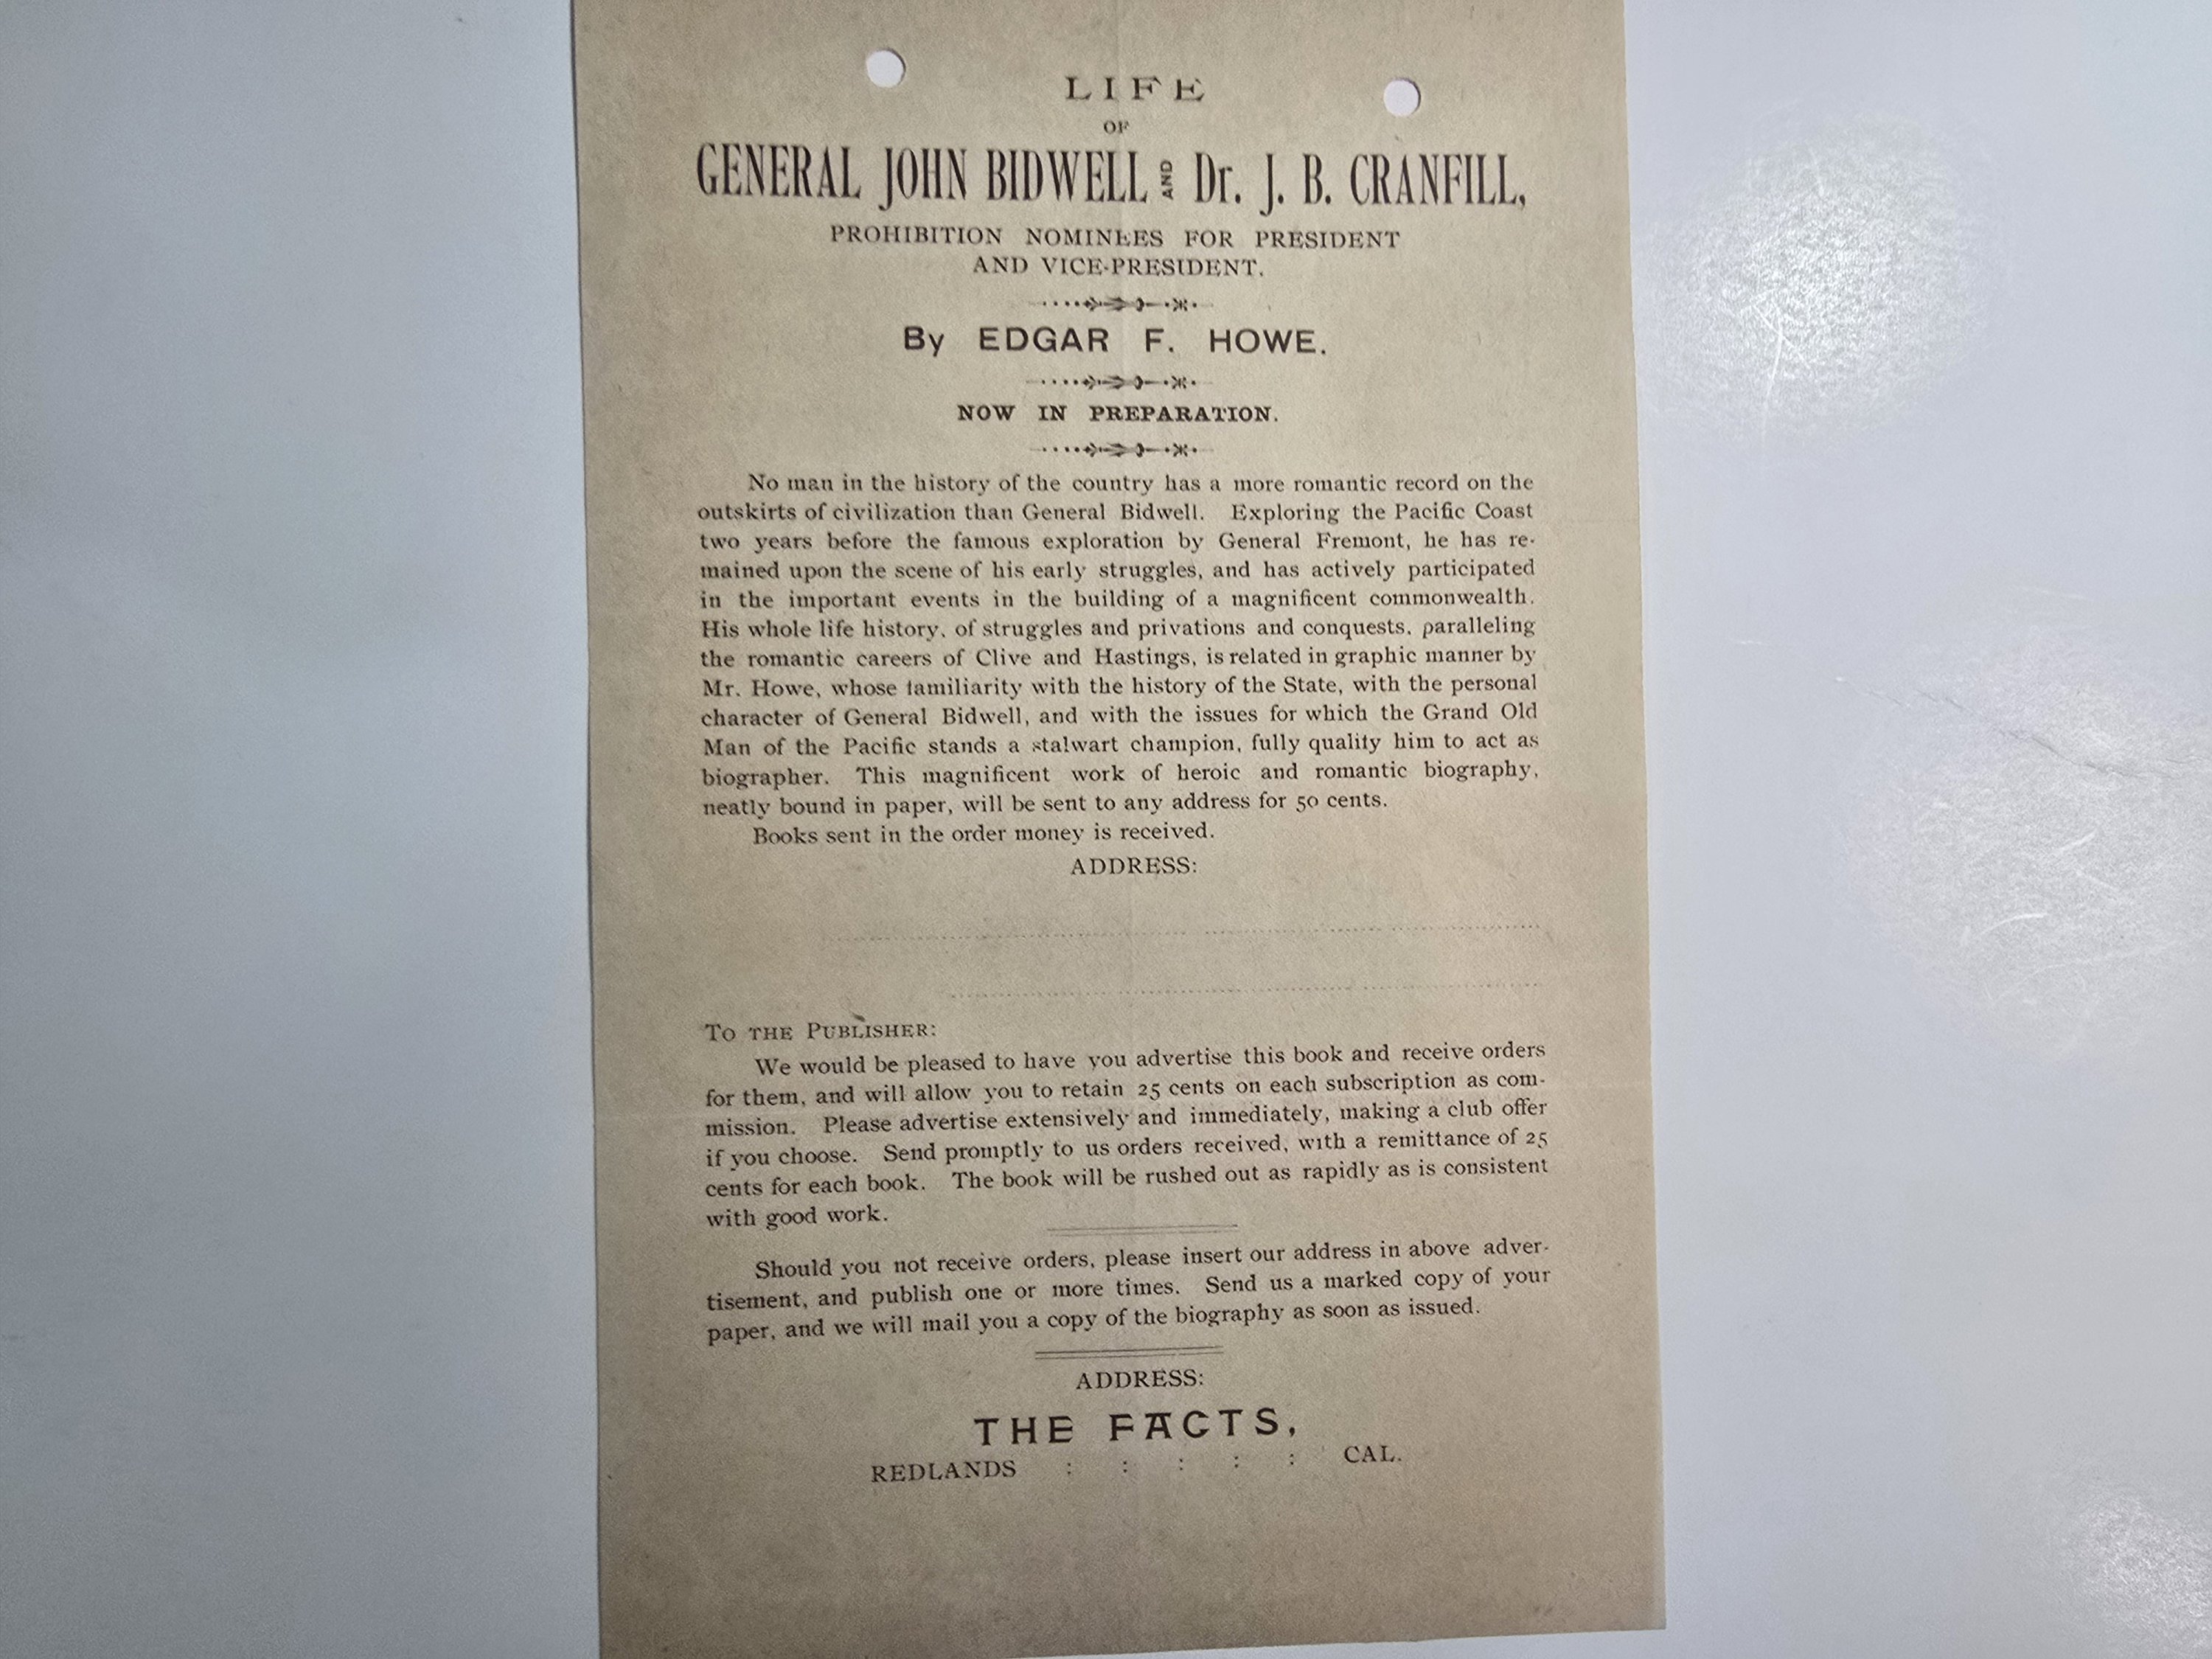 LIFE
OF
GENERAL JOHN BIDWELL AND Dr. J. B. CRANFILL,
PROHIBITION NOMINEES FOR PRESIDENT
AND VICE-PRESIDENT.
By EDGAR F. HOWE.
NOW IN PREPARATION.
No man in the history of the country has a more romantic record on the
outskirts of civilization than General Bidwell. Exploring the Pacific Coast
two years before the famous exploration by General Fremont, he has re-
mained upon the scene of his early struggles, and has actively participated
in the important events in the building of a magnificent commonwealth.
His whole life history, of struggles and privations and conquests, paralleling
the romantic careers of Clive and Hastings, is related in graphic manner by
Mr. Howe, whose familiarity with the history of the State, with the personal
character of General Bidwell, and with the issues for which the Grand Old
Man of the Pacific stands a stalwart champion, fully quality him to act as
biographer. This magnificent work of heroic and romantic biography,
neatly bound in paper, will be sent to any address for 50 cents.
Books sent in the order money is received.
ADDRESS:
TO THE PUBLISHER:
We would be pleased to have you advertise this book and receive orders
for them, and will allow you to retain 25 cents on each subscription as com-
mission. Please advertise extensively and immediately, making a club offer
if you choose. Send promptly to us orders received, with a remittance of 25
cents for each book. The book will be rushed out as rapidly as is consistent
with good work.
Should you not receive orders, please insert our address in above adver-
tisement, and publish one or more times. Send us a marked copy of your
paper, and we will mail you a copy of the biography as soon as issued.
ADDRESS:
THE FACTS,
REDLANDS : : : : : CAL.